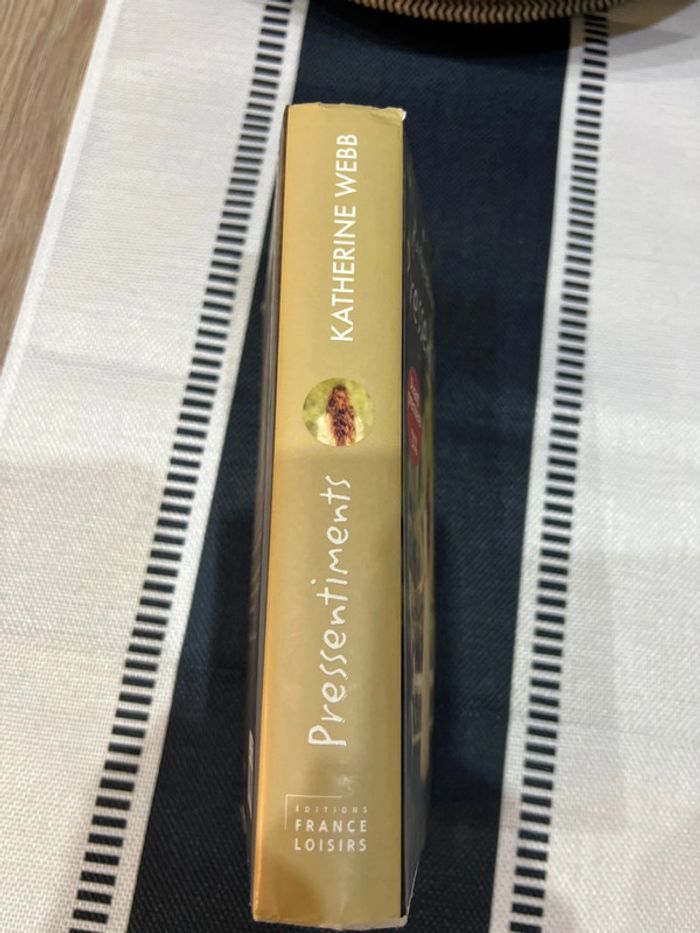 KATHERINE WEBB
Pressentiments
ÉDITIONS
FRANCE
LOISIRS